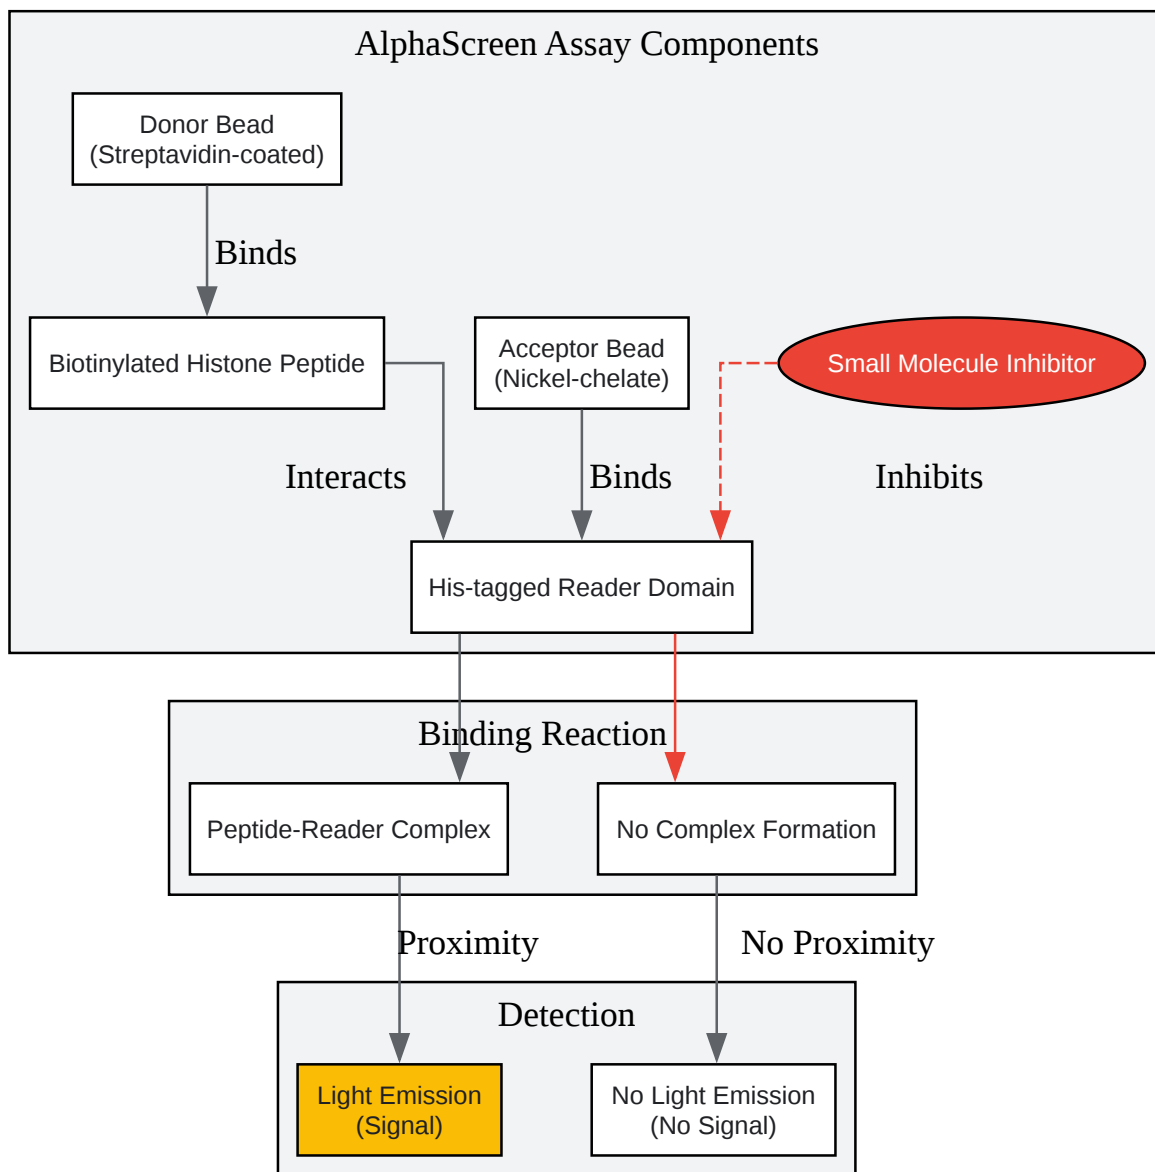 AlphaScreen Assay Components
Donor Bead
(Streptavidin-coated)
Binds
Biotinylated Histone Peptide
Acceptor Bead
(Nickel-chelate)
Small Molecule Inhibitor
Interacts
Binds
Inhibits
His-tagged Reader Domain
Binding Reaction
Peptide-Reader Complex
No Complex Formation
Proximity
No Proximity
Detection
Light Emission
(Signal)
No Light Emission
(No Signal)